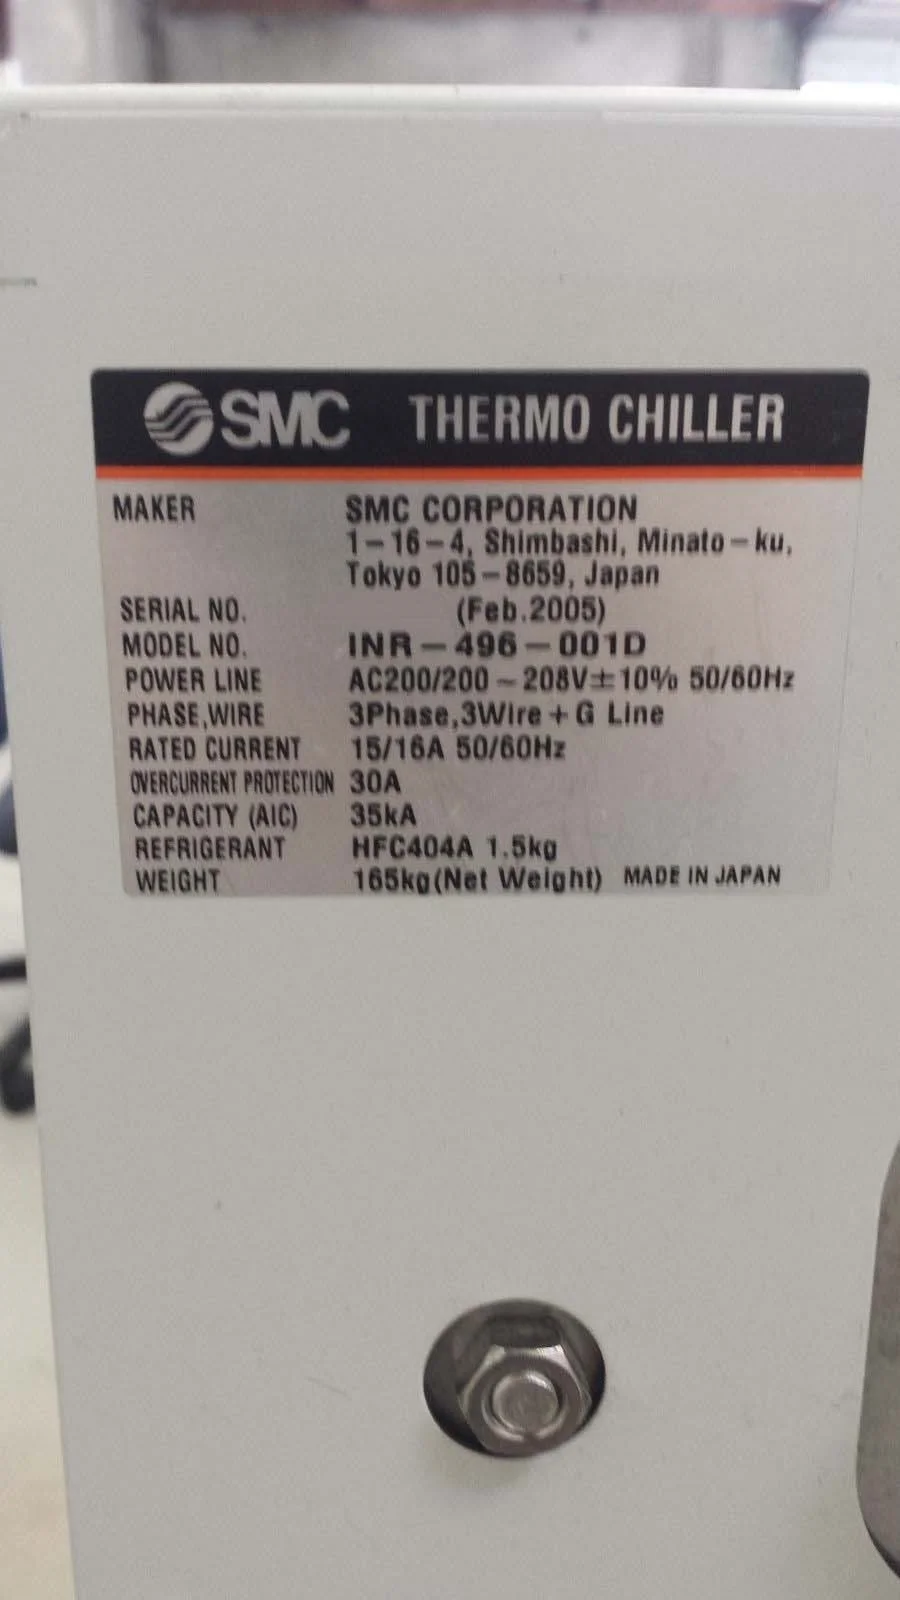 SMC THERMO CHILLER
MAKER SMC CORPORATION
1-16-4, Shimbashi, Minato-ku,
Tokyo 105-8659, Japan
SERIAL NO. (Feb.2005)
MODEL NO. INR-496-001D
POWER LINE AC200/200~208V±10% 50/60Hz
PHASE,WIRE 3Phase,3Wire+G Line
RATED CURRENT 15/16A 50/60Hz
OVERCURRENT PROTECTION 30A
CAPACITY (AIC) 35kA
REFRIGERANT HFC404A 1.5kg
WEIGHT 165kg(Net Weight) MADE IN JAPAN